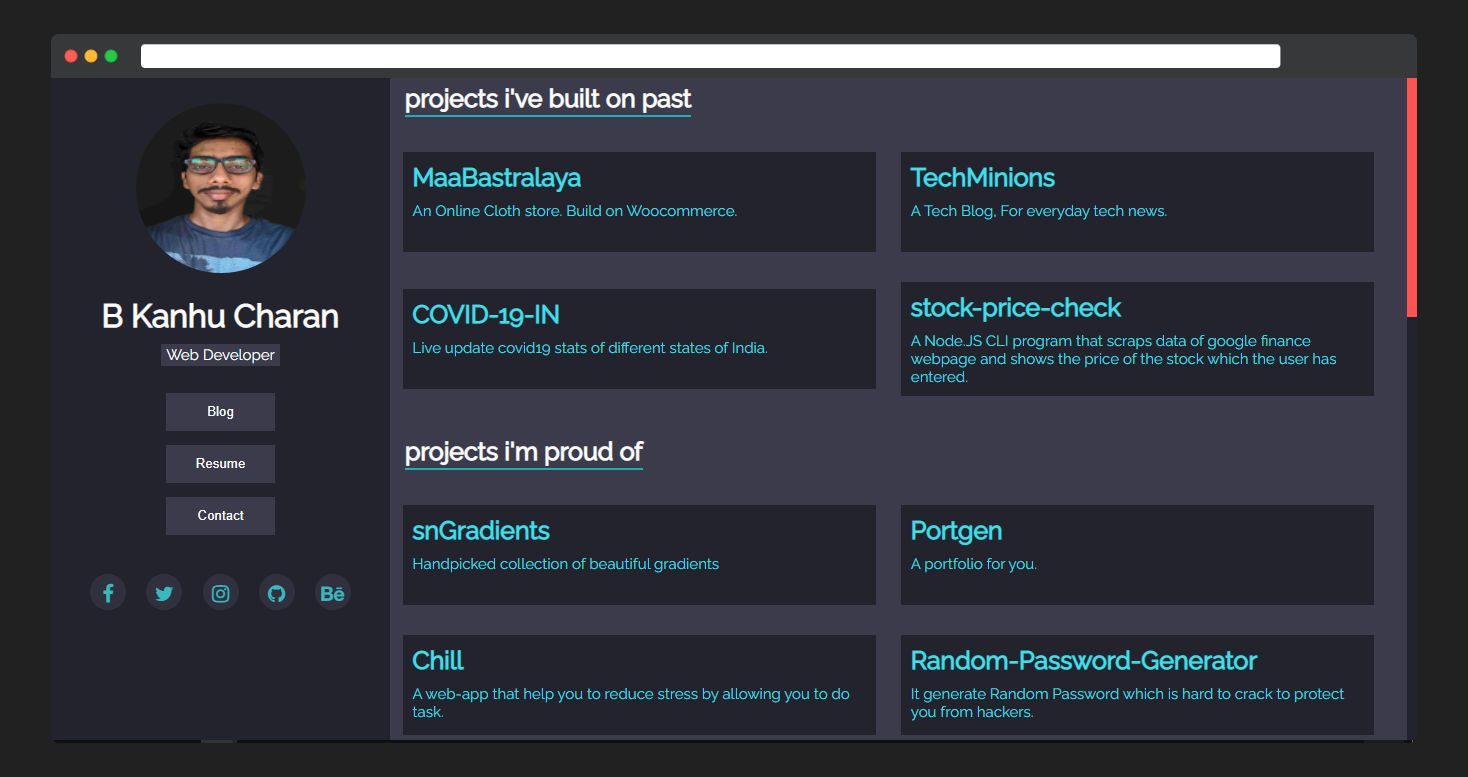 B Kanhu Charan
Web Developer
Blog
Resume
Contact
Bē
projects i've built on past
MaaBastralaya
An Online Cloth store. Build on Woocommerce.
TechMinions
A Tech Blog, For everyday tech news.
COVID-19-IN
Live update covid19 stats of different states of India.
stock-price-check
A Node.JS CLI program that scraps data of google finance
webpage and shows the price of the stock which the user has
entered.
projects i'm proud of
snGradients
Handpicked collection of beautiful gradients
Portgen
A portfolio for you.
Chill
A web-app that help you to reduce stress by allowing you to do
task.
Random-Password-Generator
It generate Random Password which is hard to crack to protect
you from hackers.